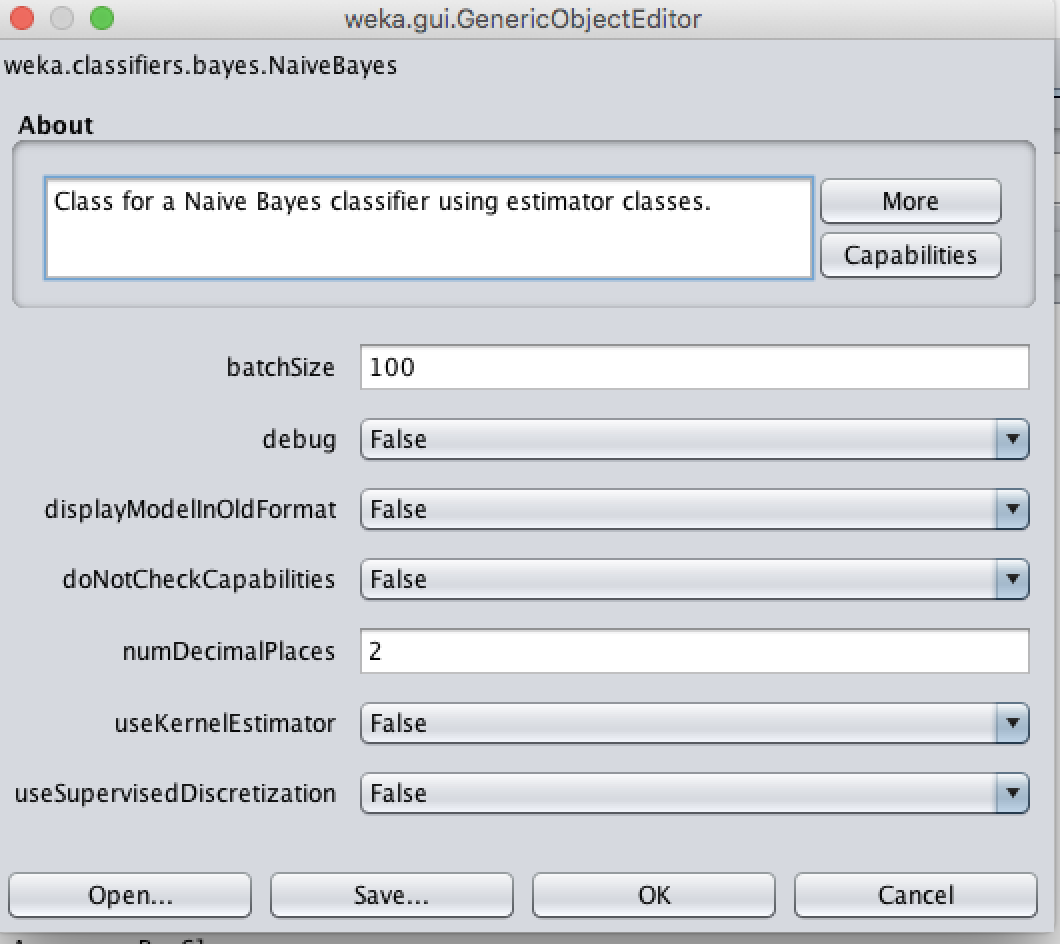 weka.gui.GenericObjectEditor
weka.classifiers.bayes.NaiveBayes
About
Class for a Naive Bayes classifier using estimator classes.
More
Capabilities
batchSize 100
debug False
displayModelInOldFormat False
doNotCheckCapabilities False
numDecimalPlaces 2
useKernelEstimator False
useSupervisedDiscretization False
Open... Save... OK Cancel